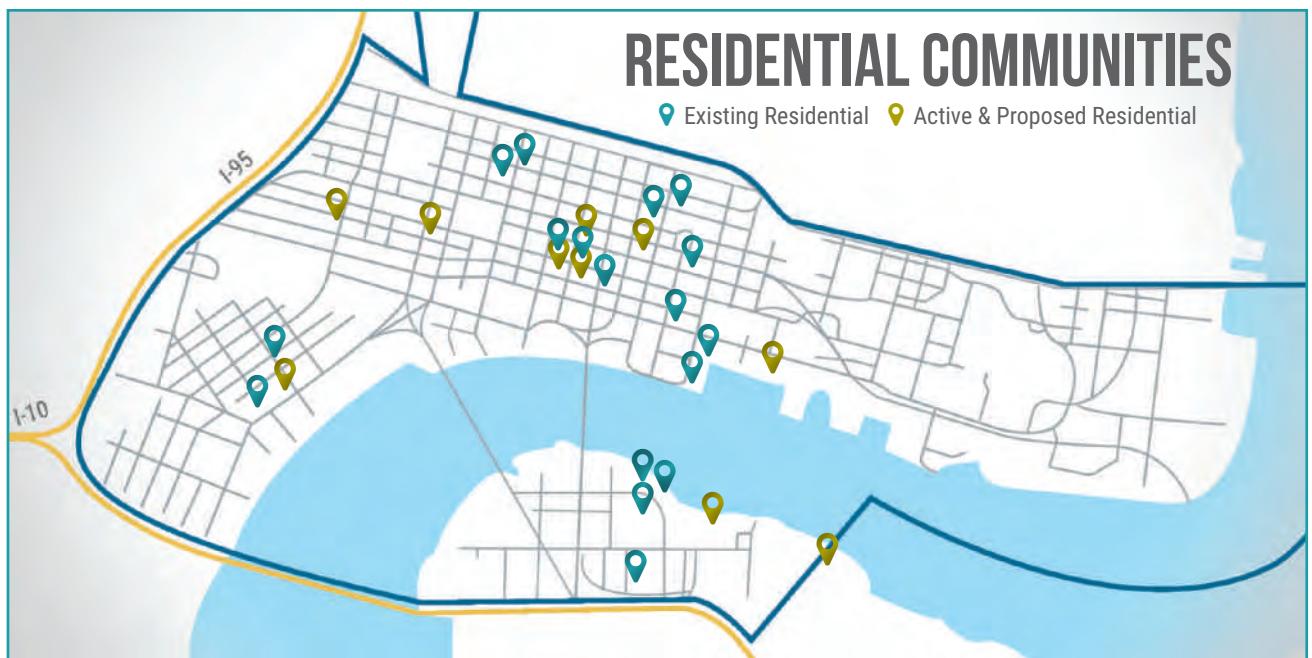 RESIDENTIAL COMMUNITIES
Existing Residential Active & Proposed Residential
I-95
I-10